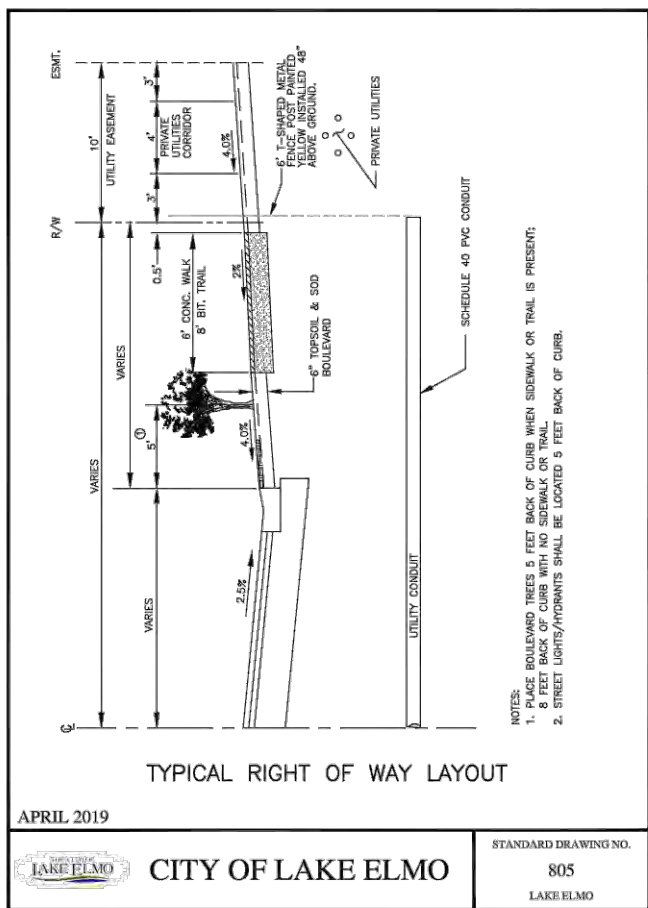 ESMT.
10'
UTILITY EASEMENT
3'
4'
PRIVATE
UTILITIES
CORRIDOR
3'
4.0%
R/W
0.5'
6' CONC. WALK
8' BIT. TRAIL
2%
VARIES
VARIES
5'
1
4.0%
VARIES
2.5%
℄
6' T-SHAPED METAL
FENCE POST PAINTED
YELLOW INSTALLED 48"
ABOVE GROUND.
PRIVATE UTILITIES
6" TOPSOIL & SOD
BOULEVARD
SCHEDULE 40 PVC CONDUIT
UTILITY CONDUIT
NOTES:
1. PLACE BOULEVARD TREES 5 FEET BACK OF CURB WHEN SIDEWALK OR TRAIL IS PRESENT;
8 FEET BACK OF CURB WITH NO SIDEWALK OR TRAIL.
2. STREET LIGHTS/HYDRANTS SHALL BE LOCATED 5 FEET BACK OF CURB.
TYPICAL RIGHT OF WAY LAYOUT
APRIL 2019
LAKE ELMO
CITY OF LAKE ELMO
STANDARD DRAWING NO.
805
LAKE ELMO